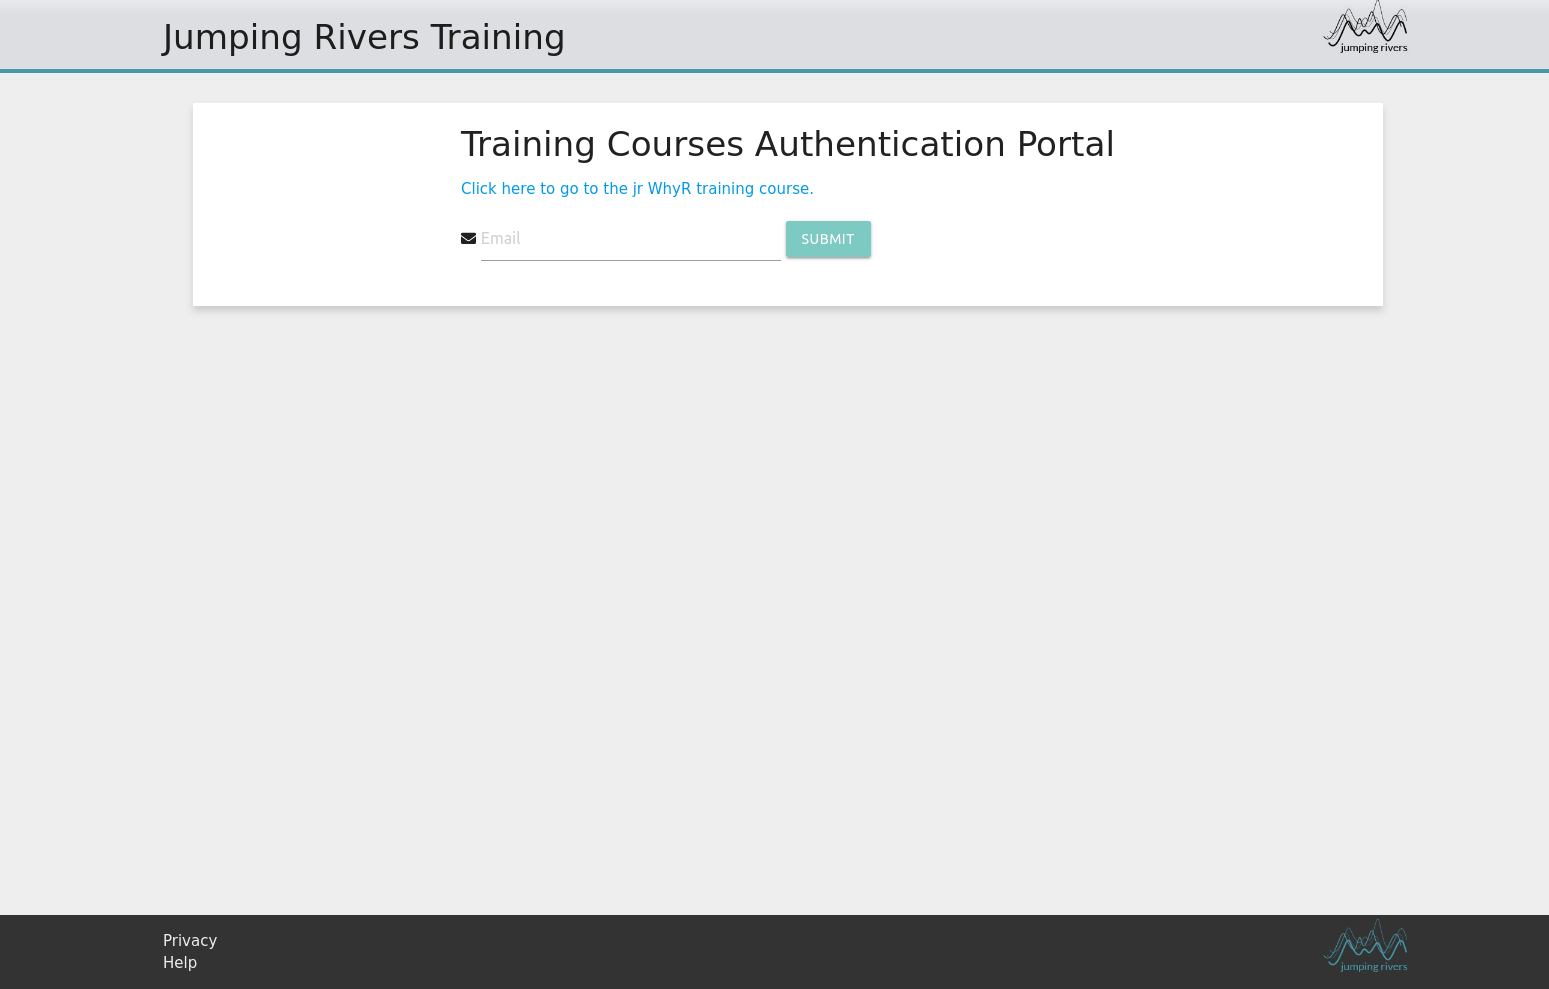 Jumping Rivers Training
jumping rivers
Training Courses Authentication Portal
Click here to go to the jr WhyR training course.
Email
SUBMIT
Privacy
Help
jumping rivers